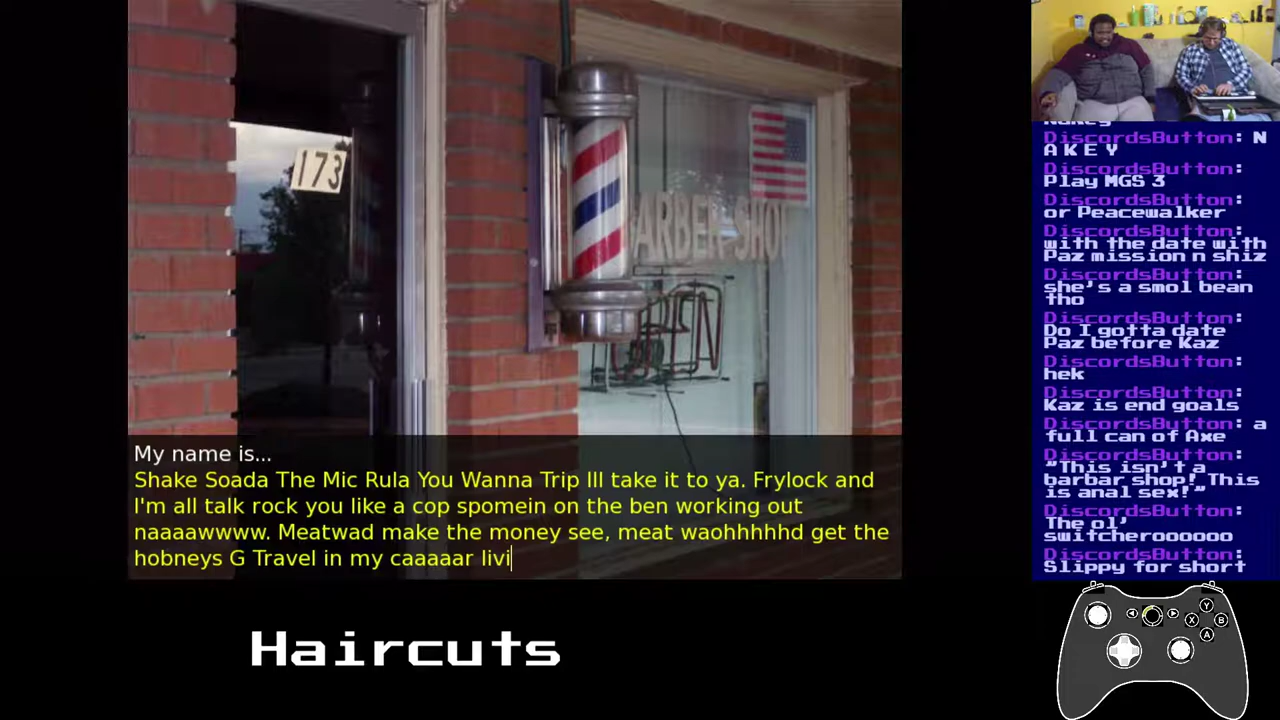 173
BARBER SHOP
OPEN
My name is...
Shake Soada The Mic Rula You Wanna Trip Ill take it to ya. Frylock and
I'm all talk rock you like a cop spomein on the ben working out
naaaawwww. Meatwad make the money see, meat waohhhhhd get the
hobneys G Travel in my caaaaar livi
Haircuts
DiscordsButton: N
A K E Y
DiscordsButton:
Play MGS 3
DiscordsButton:
or Peacewalker
DiscordsButton:
with the date with
Paz mission n shiz
DiscordsButton:
she's a smol bean
tho
DiscordsButton:
Do I gotta date
Paz before Kaz
DiscordsButton:
hek
DiscordsButton:
Kaz is end goals
DiscordsButton: a
full can of Axe
DiscordsButton:
"This isn't a
barbar shop! This
is anal sex!"
DiscordsButton:
The ol'
switcheroooooo
DiscordsButton:
Slippy for short
Y
X
B
A